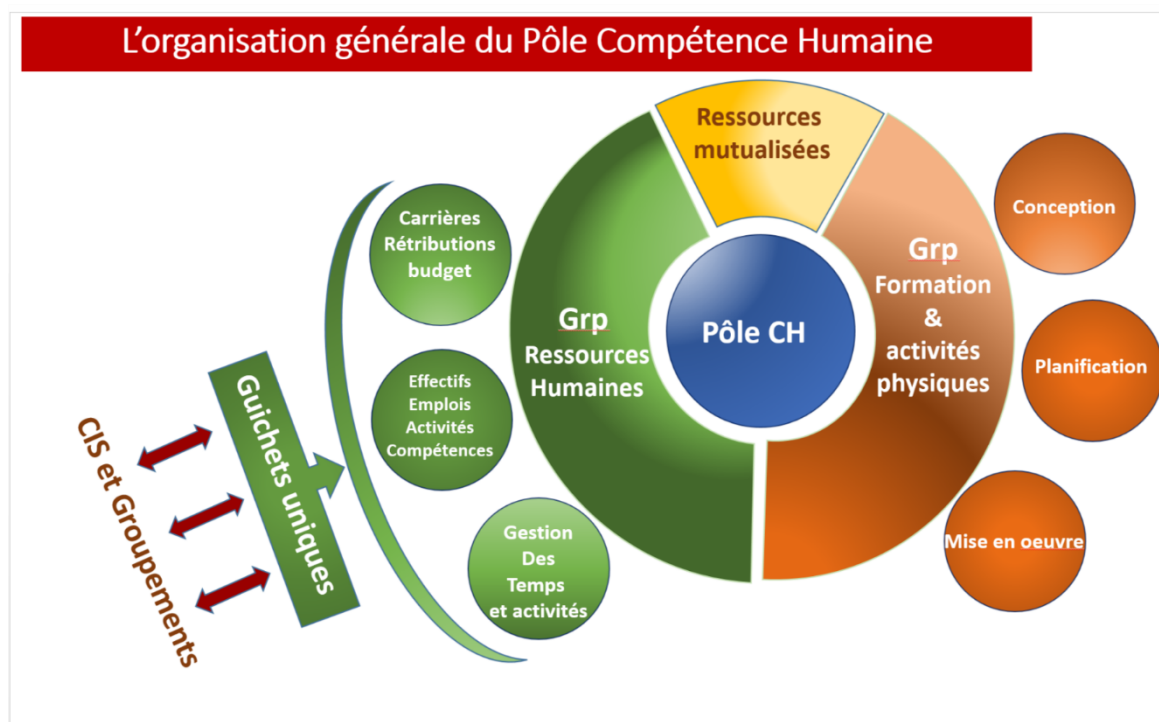 L'organisation générale du Pôle Compétence Humaine
Ressources
mutualisées
Carrières
Rétributions
budget
Effectifs
Emplois
Activités
Compétences
Gestion
Des
Temps
et activités
Grp
Ressources
Humaines
Pôle CH
Grp
Formation
&
activités
physiques
Conception
Planification
Mise en oeuvre
Guichets uniques
CIS et Groupements